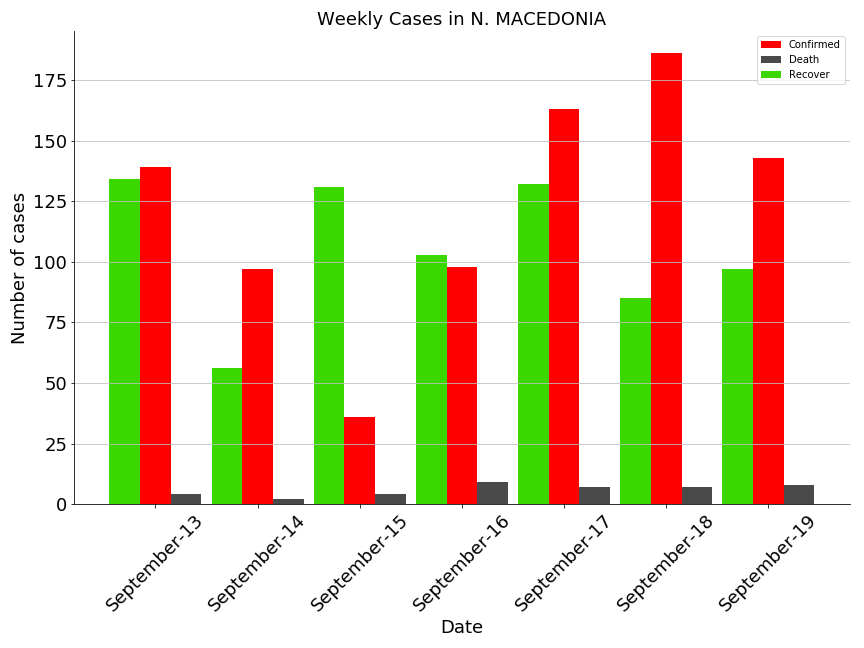 Weekly Cases in N. MACEDONIA
Confirmed
Death
Recover
Number of cases
175
150
125
100
75
50
25
0
September-13
September-14
September-15
September-16
September-17
September-18
September-19
Date